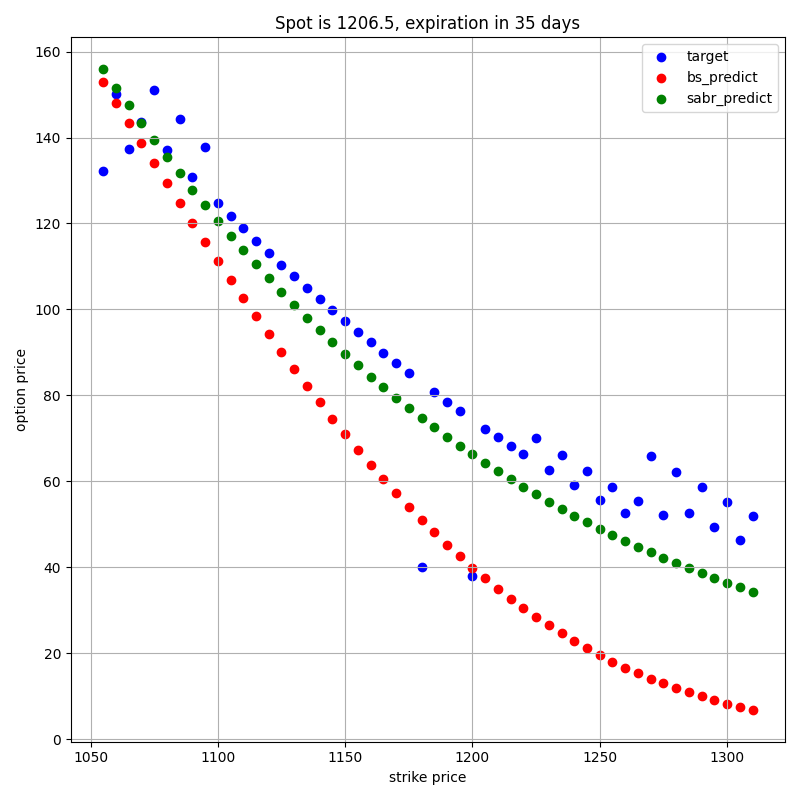 Spot is 1206.5, expiration in 35 days
target
bs_predict
sabr_predict
160
140
120
100
80
60
40
20
0
option price
1050 1100 1150 1200 1250 1300
strike price